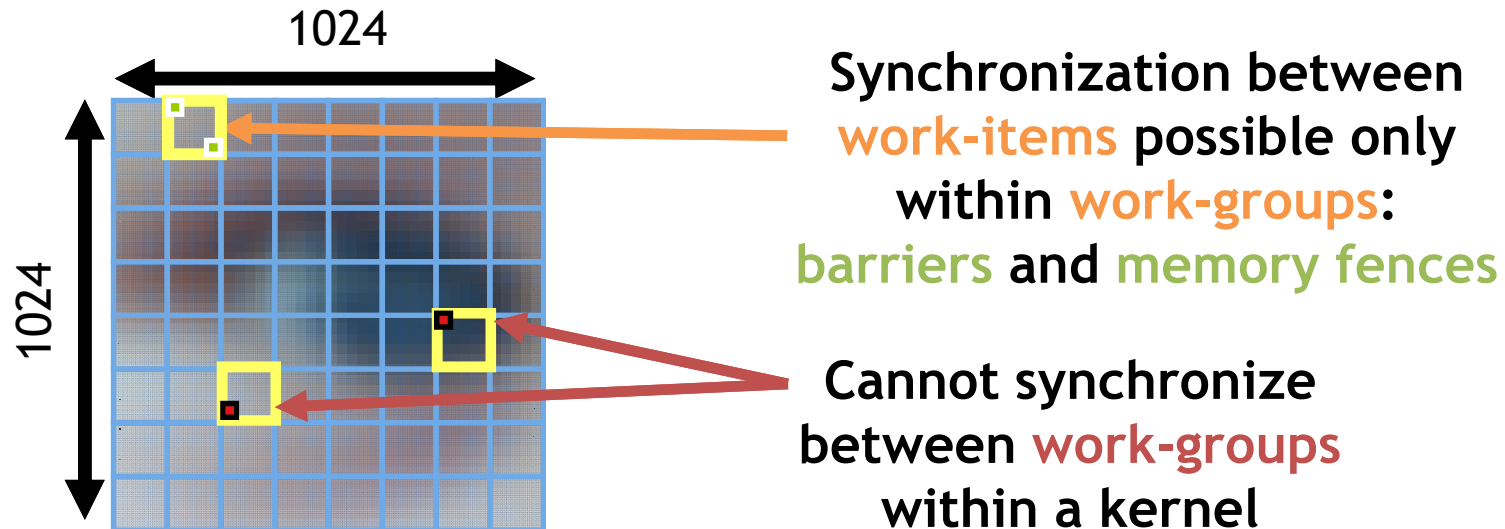 1024
1024
Synchronization between
work-items possible only
within work-groups:
barriers and memory fences
Cannot synchronize
between work-groups
within a kernel